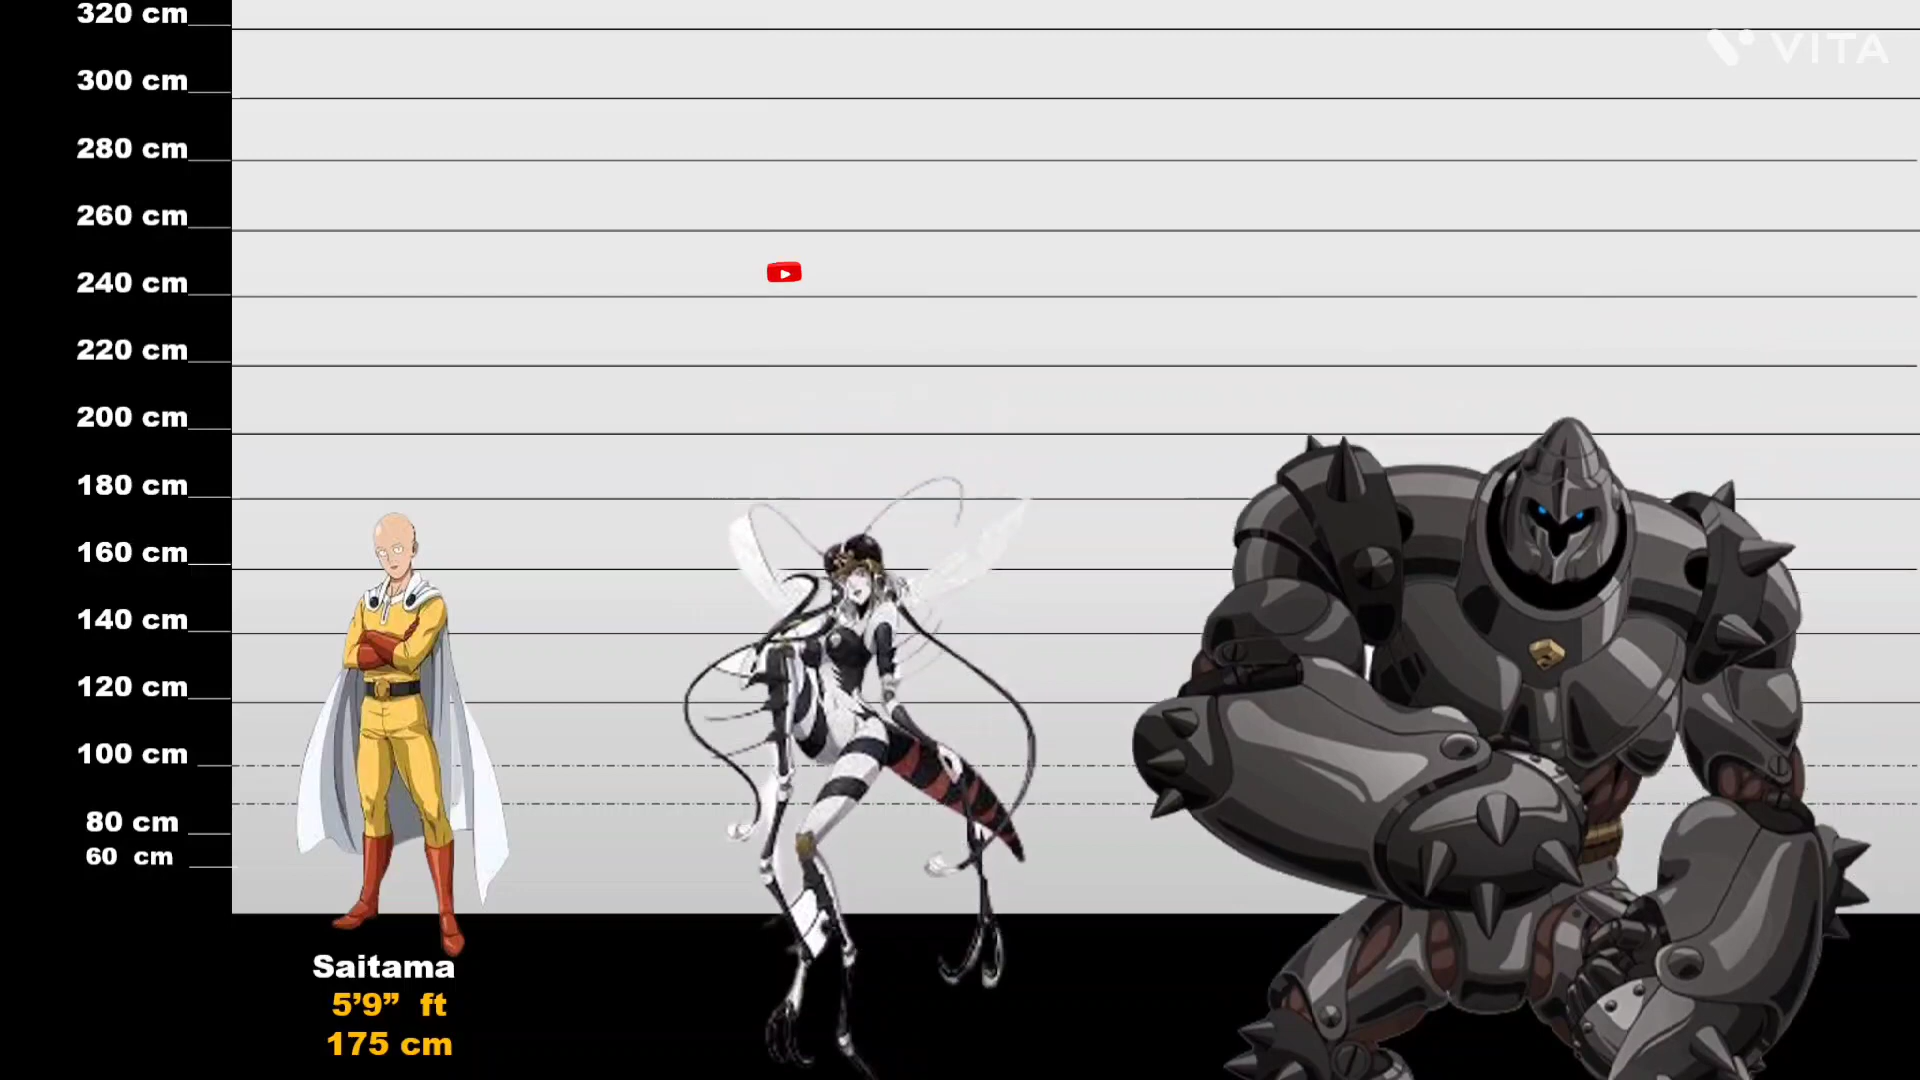 320 cm
300 cm
280 cm
260 cm
240 cm
220 cm
200 cm
180 cm
160 cm
140 cm
120 cm
100 cm
80 cm
60 cm
VITA
Saitama
5’9” ft
175 cm